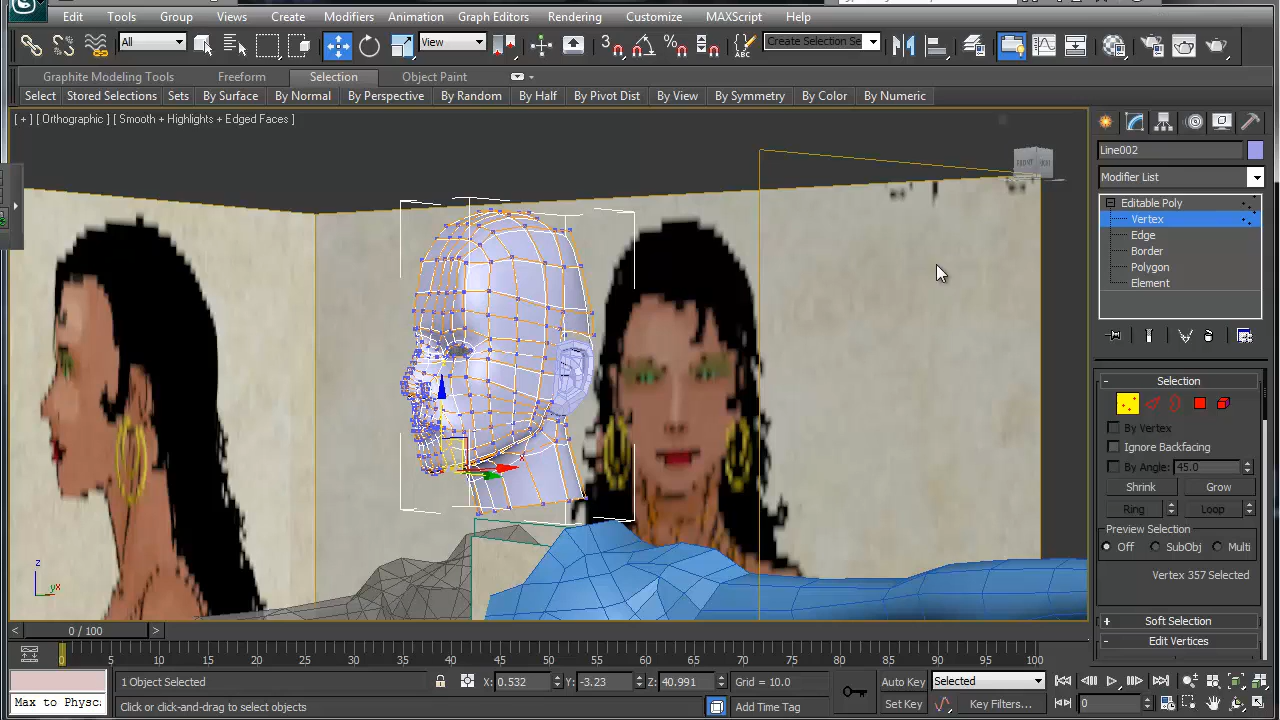 Edit Tools Group Views Create Modifiers Animation Graph Editors Rendering Customize MAXScript Help
All View 3 ABC Create Selection Se
Graphite Modeling Tools Freeform Selection Object Paint
Select Stored Selections Sets By Surface By Normal By Perspective By Random By Half By Pivot Dist By View By Symmetry By Color By Numeric
[ + ] [ Orthographic ] [ Smooth + Highlights + Edged Faces ]
FRONT
Line002
Modifier List
Editable Poly
Vertex
Edge
Border
Polygon
Element
- Selection
By Vertex
Ignore Backfacing
By Angle: 45.0
Shrink Grow
Ring Loop
Preview Selection
Off SubObj Multi
Vertex 357 Selected
+ Soft Selection
- Edit Vertices
z
y x
x
< 0 / 100 >
0 5 10 15 20 25 30 35 40 45 50 55 60 65 70 75 80 85 90 95 100
1 Object Selected X: 0.532 Y: -3.23 Z: 40.991 Grid = 10.0 Auto Key Selected
Max to Physc. Click or click-and-drag to select objects Add Time Tag Set Key Key Filters... 0